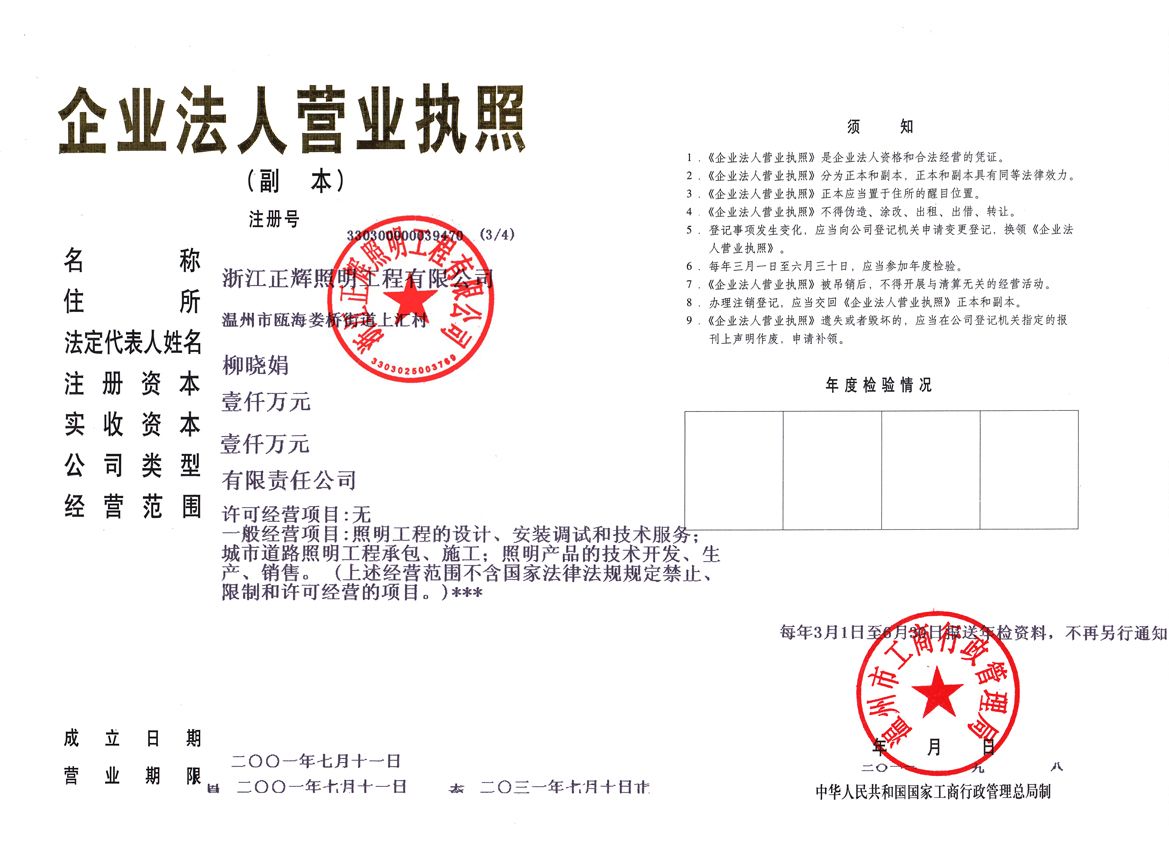 企业法人营业执照
（副 本）
注册号 330300000039470 (3/4)
名 称 浙江正辉照明工程有限公司
住 所 温州市瓯海娄桥街道上汇村
法定代表人姓名 柳晓娟
注 册 资 本 壹仟万元
实 收 资 本 壹仟万元
公 司 类 型 有限责任公司
经 营 范 围 许可经营项目:无
一般经营项目:照明工程的设计、安装调试和技术服务;
城市道路照明工程承包、施工; 照明产品的技术开发、生
产、销售。 (上述经营范围不含国家法律法规规定禁止、
限制和许可经营的项目。)***
浙江正辉照明工程有限公司
3303025003769
成 立 日 期 二〇〇一年七月十一日
营 业 期 限 自 二〇〇一年七月十一日 至 二〇三一年七月十日止
须 知
1．《企业法人营业执照》是企业法人资格和合法经营的凭证。
2．《企业法人营业执照》分为正本和副本，正本和副本具有同等法律效力。
3．《企业法人营业执照》正本应当置于住所的醒目位置。
4．《企业法人营业执照》不得伪造、涂改、出租、出借、转让。
5．登记事项发生变化，应当向公司登记机关申请变更登记，换领《企业法
人营业执照》。
6．每年三月一日至六月三十日，应当参加年度检验。
7．《企业法人营业执照》被吊销后，不得开展与清算无关的经营活动。
8．办理注销登记，应当交回《企业法人营业执照》正本和副本。
9．《企业法人营业执照》遗失或者毁坏的，应当在公司登记机关指定的报
刊上声明作废，申请补领。
年度检验情况
每年3月1日至6月30日报送年检资料，不再另行通知
温州市工商行政管理局
年 月 日
九 八
中华人民共和国国家工商行政管理总局制